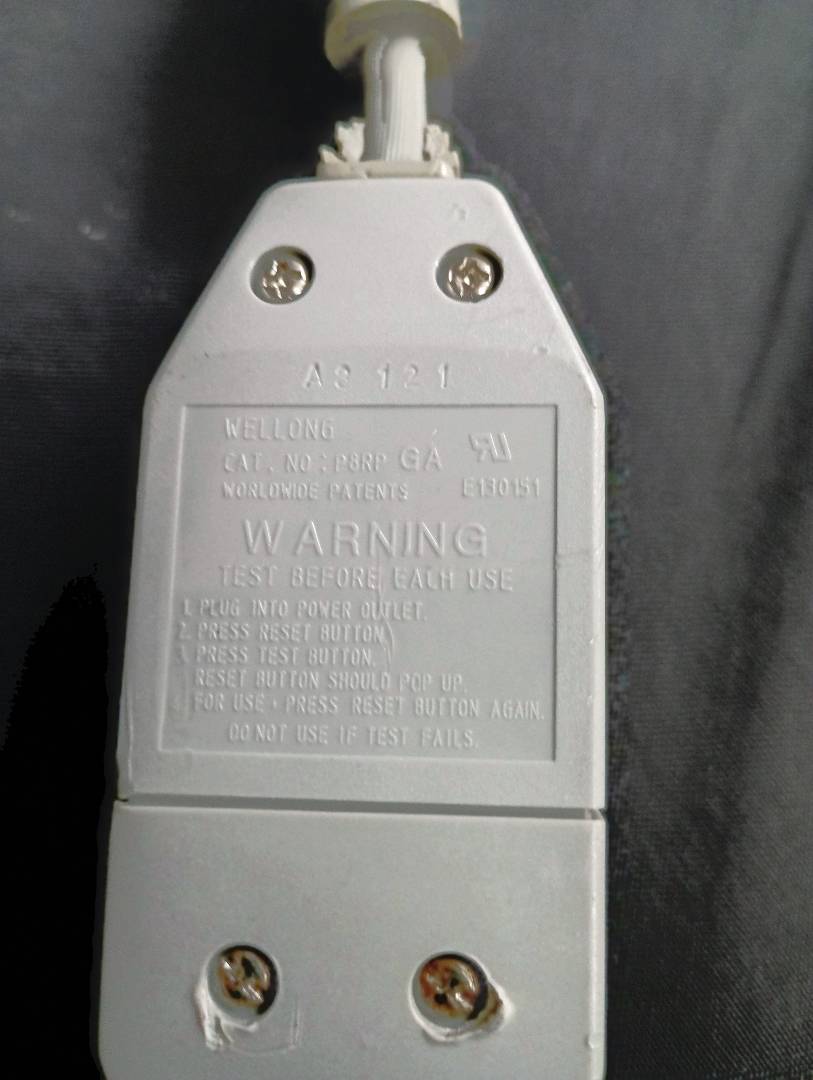 A9 121
WELLONG
CAT. NO: P8RP GA
WORLDWIDE PATENTS E130151
WARNING
TEST BEFORE EACH USE
1. PLUG INTO POWER OUTLET.
2. PRESS RESET BUTTON
3. PRESS TEST BUTTON.
RESET BUTTON SHOULD POP UP.
FOR USE, PRESS RESET BUTTON AGAIN.
DO NOT USE IF TEST FAILS.